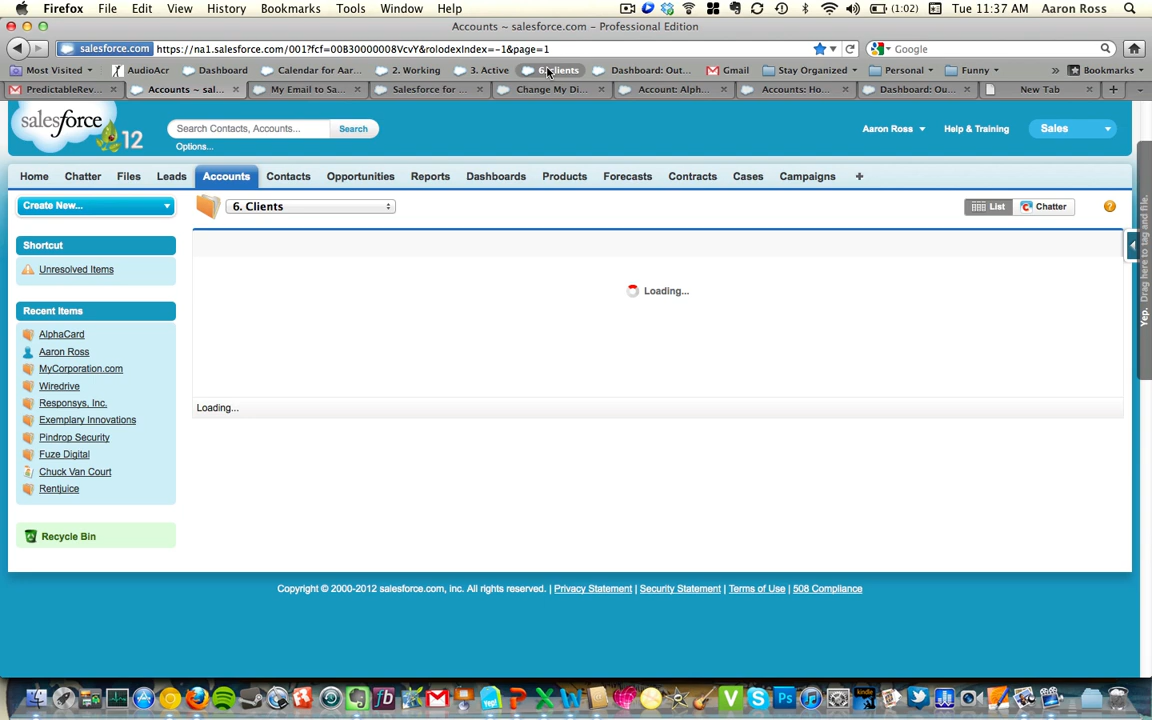 Firefox File Edit View History Bookmarks Tools Window Help (1:02) Tue 11:37 AM Aaron Ross
Accounts ~ salesforce.com – Professional Edition
salesforce.com https://na1.salesforce.com/001?fcf=00B30000008VcvY&rolodexIndex=-1&page=1 Google
Most Visited AudioAcr Dashboard Calendar for Aar... 2. Working 3. Active 6. Clients Dashboard: Out... Gmail Stay Organized Personal Funny » Bookmarks
PredictableRev... Accounts ~ sal... My Email to Sa... Salesforce for ... Change My Di... Account: Alph... Accounts: Ho... Dashboard: Ou... New Tab
salesforce 12
Search Contacts, Accounts... Search
Options...
Aaron Ross Help & Training Sales
Home Chatter Files Leads Accounts Contacts Opportunities Reports Dashboards Products Forecasts Contracts Cases Campaigns +
Create New...
6. Clients
List Chatter ?
Shortcut
Unresolved Items
Recent Items
AlphaCard
Aaron Ross
MyCorporation.com
Wiredrive
Responsys, Inc.
Exemplary Innovations
Pindrop Security
Fuze Digital
Chuck Van Court
Rentjuice
Recycle Bin
Loading...
Loading...
Yep. Drag here to tag and file.
Copyright © 2000-2012 salesforce.com, inc. All rights reserved. | Privacy Statement | Security Statement | Terms of Use | 508 Compliance